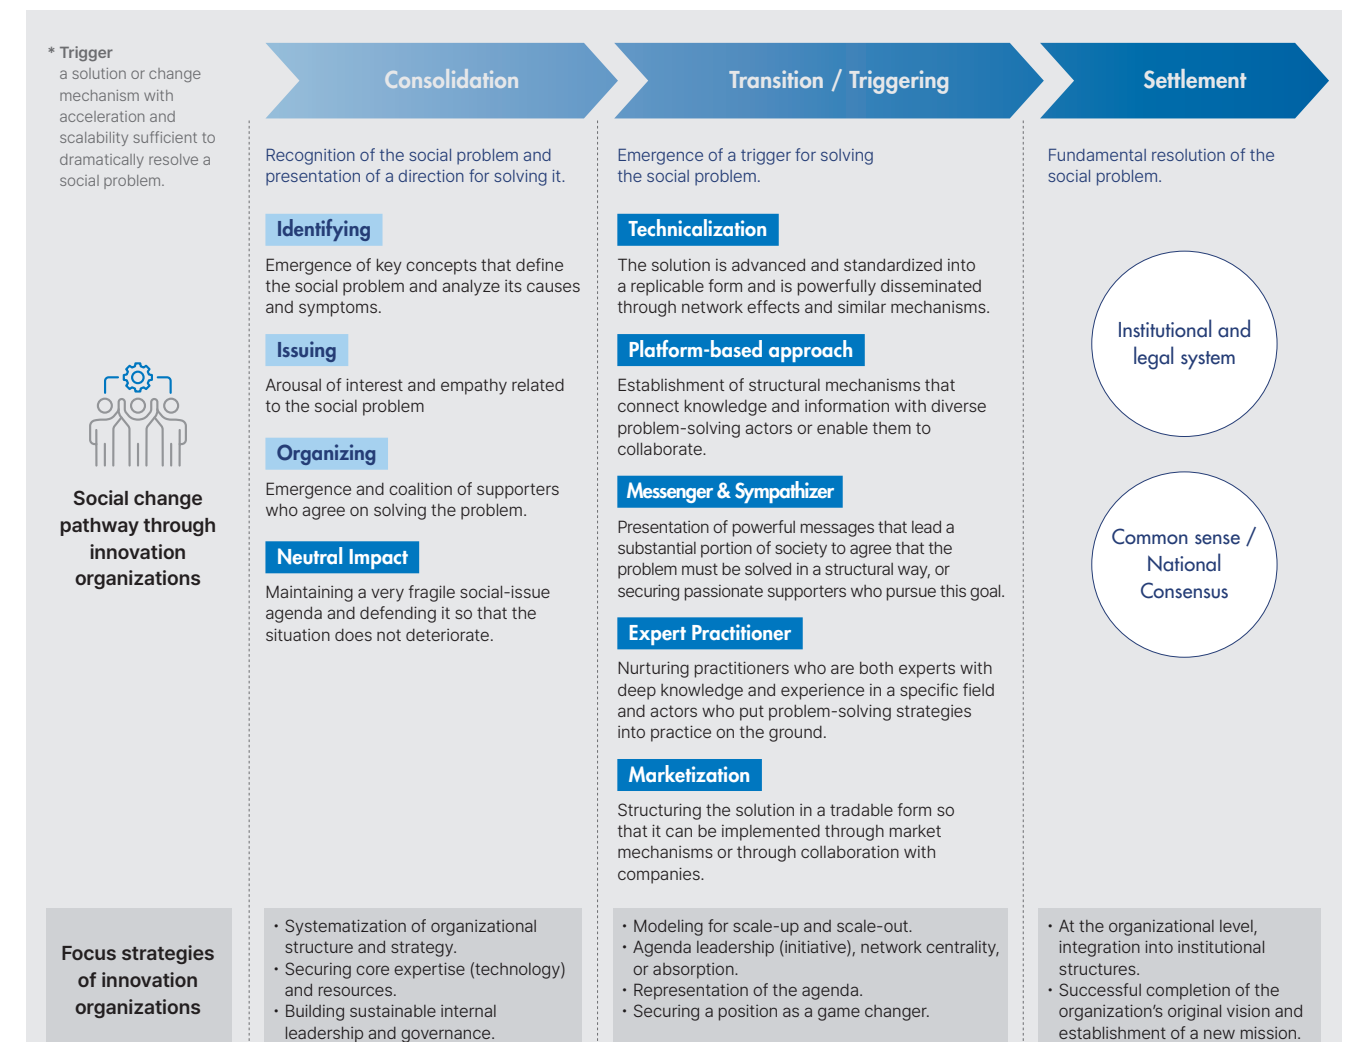 * Trigger
a solution or change
mechanism with
acceleration and
scalability sufficient to
dramatically resolve a
social problem.
Consolidation
Transition / Triggering
Settlement
Recognition of the social problem and
presentation of a direction for solving it.
Emergence of a trigger for solving
the social problem.
Fundamental resolution of the
social problem.
Social change
pathway through
innovation
organizations
Identifying
Emergence of key concepts that define
the social problem and analyze its causes
and symptoms.
Issuing
Arousal of interest and empathy related
to the social problem
Organizing
Emergence and coalition of supporters
who agree on solving the problem.
Neutral Impact
Maintaining a very fragile social-issue
agenda and defending it so that the
situation does not deteriorate.
Technicalization
The solution is advanced and standardized into
a replicable form and is powerfully disseminated
through network effects and similar mechanisms.
Platform-based approach
Establishment of structural mechanisms that
connect knowledge and information with diverse
problem-solving actors or enable them to
collaborate.
Messenger & Sympathizer
Presentation of powerful messages that lead a
substantial portion of society to agree that the
problem must be solved in a structural way, or
securing passionate supporters who pursue this goal.
Expert Practitioner
Nurturing practitioners who are both experts with
deep knowledge and experience in a specific field
and actors who put problem-solving strategies
into practice on the ground.
Marketization
Structuring the solution in a tradable form so
that it can be implemented through market
mechanisms or through collaboration with
companies.
Institutional and
legal system
Common sense /
National
Consensus
Focus strategies
of innovation
organizations
· Systematization of organizational
structure and strategy.
· Securing core expertise (technology)
and resources.
· Building sustainable internal
leadership and governance.
· Modeling for scale-up and scale-out.
· Agenda leadership (initiative), network centrality,
or absorption.
· Representation of the agenda.
· Securing a position as a game changer.
· At the organizational level,
integration into institutional
structures.
· Successful completion of the
organization's original vision and
establishment of a new mission.